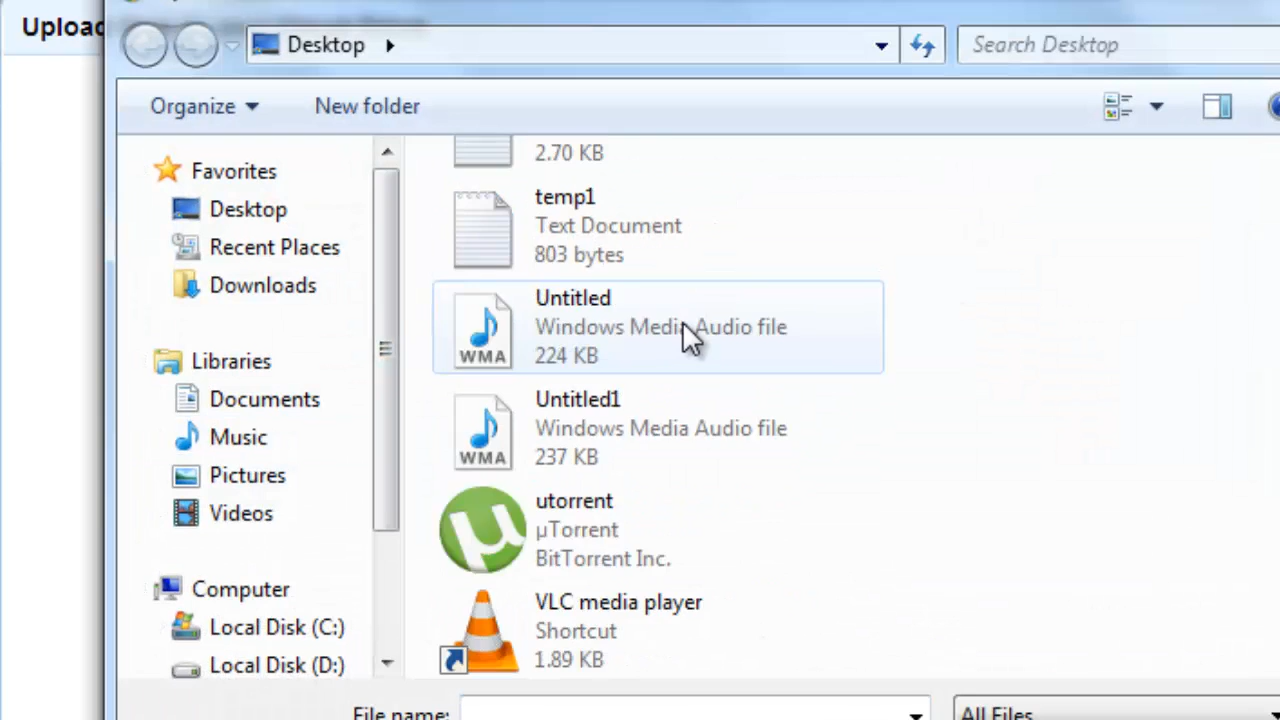 Upload
Desktop
Search Desktop
Organize
New folder
Favorites
Desktop
Recent Places
Downloads
Libraries
Documents
Music
Pictures
Videos
Computer
Local Disk (C:)
Local Disk (D:)
2.70 KB
temp1
Text Document
803 bytes
Untitled
Windows Media Audio file
224 KB
WMA
Untitled1
Windows Media Audio file
237 KB
WMA
utorrent
µTorrent
BitTorrent Inc.
VLC media player
Shortcut
1.89 KB
File name:
All Files